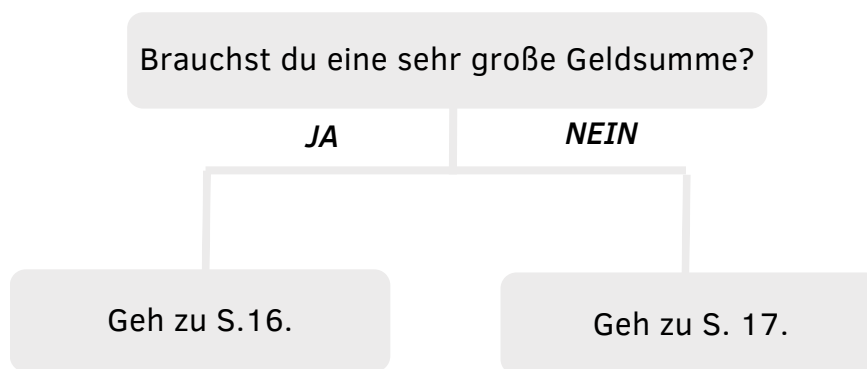 Brauchst du eine sehr große Geldsumme?
JA
NEIN
Geh zu S.16.
Geh zu S. 17.